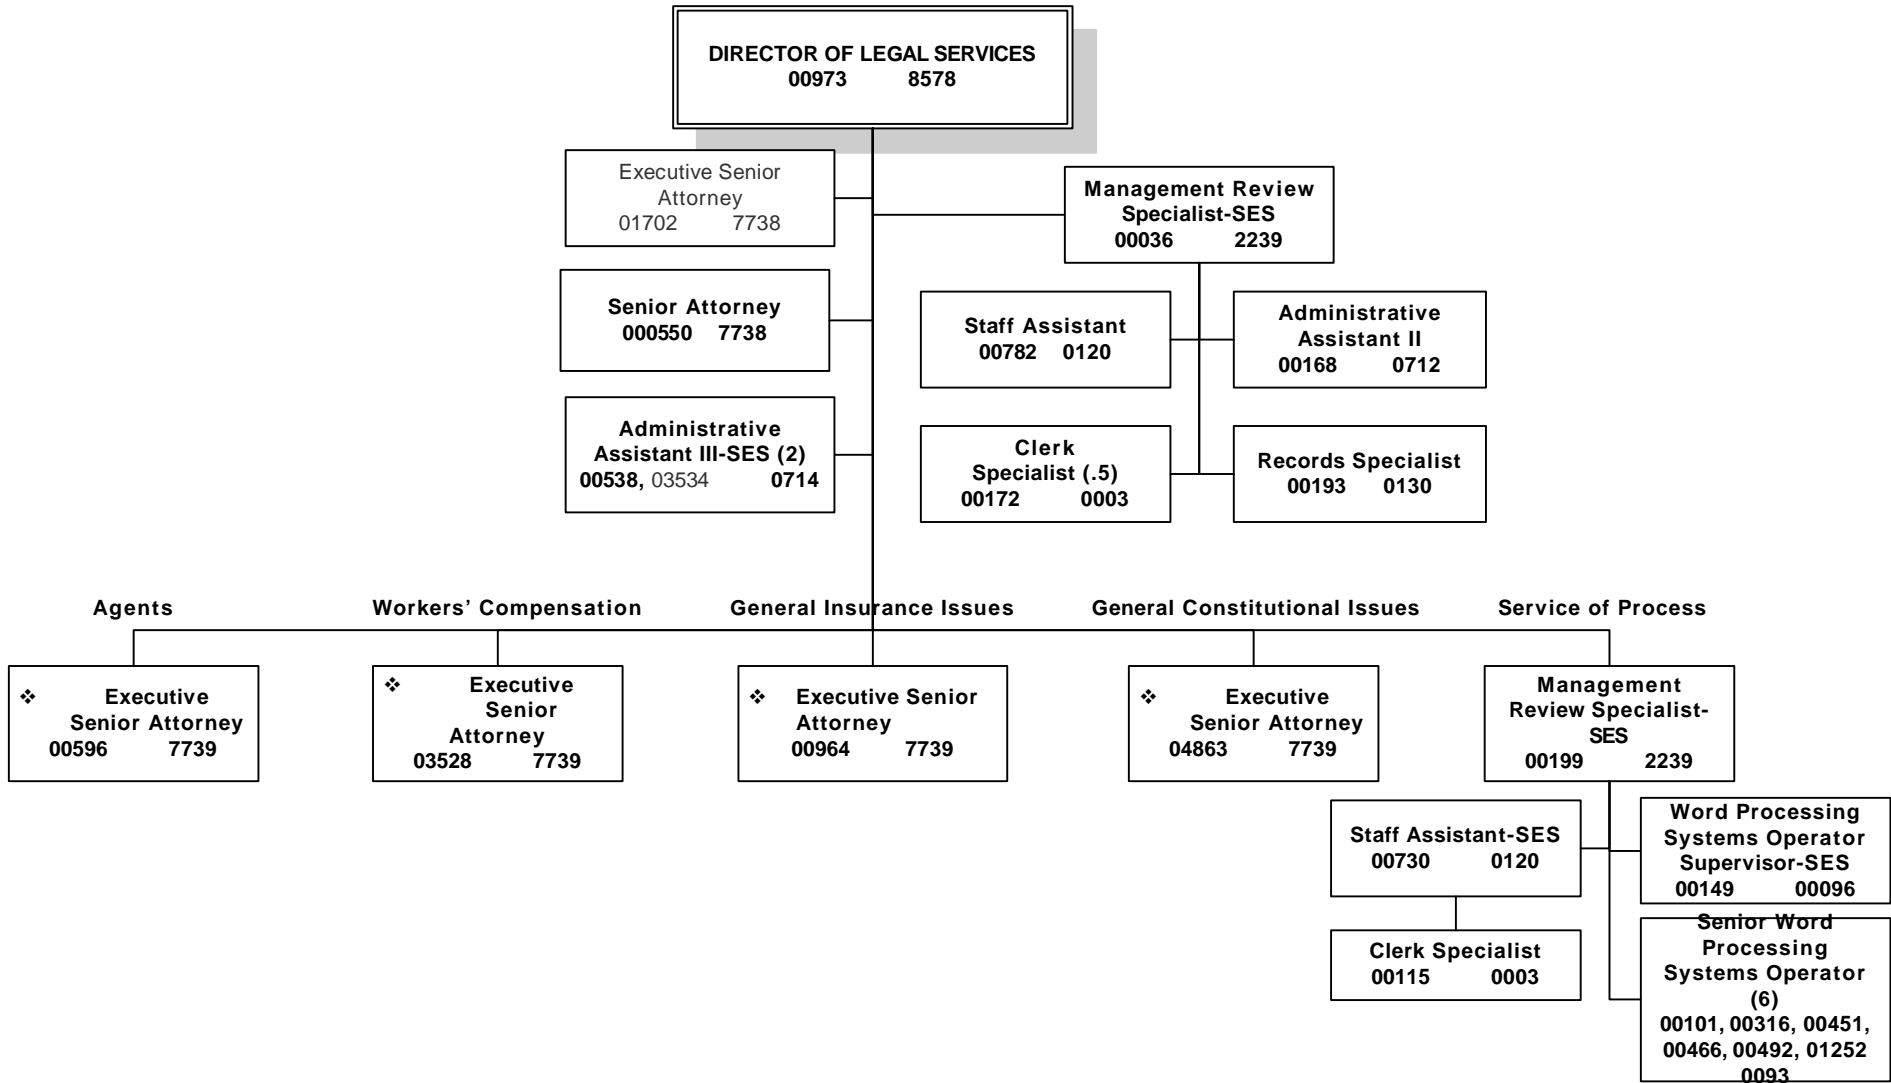 DIRECTOR OF LEGAL SERVICES
00973 8578
Executive Senior
Attorney
01702 7738
Management Review
Specialist-SES
00036 2239
Senior Attorney
000550 7738
Staff Assistant
00782 0120
Administrative
Assistant II
00168 0712
Administrative
Assistant III-SES (2)
00538, 03534 0714
Clerk
Specialist (.5)
00172 0003
Records Specialist
00193 0130
Agents
Workers’ Compensation
General Insurance Issues
General Constitutional Issues
Service of Process
❖ Executive
Senior Attorney
00596 7739
❖ Executive
Senior
Attorney
03528 7739
❖ Executive Senior
Attorney
00964 7739
❖ Executive
Senior Attorney
04863 7739
Management
Review Specialist-
SES
00199 2239
Staff Assistant-SES
00730 0120
Word Processing
Systems Operator
Supervisor-SES
00149 00096
Clerk Specialist
00115 0003
Senior Word
Processing
Systems Operator
(6)
00101, 00316, 00451,
00466, 00492, 01252
0093